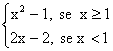 x² − 1, se x ≥ 1
2x − 2, se x < 1